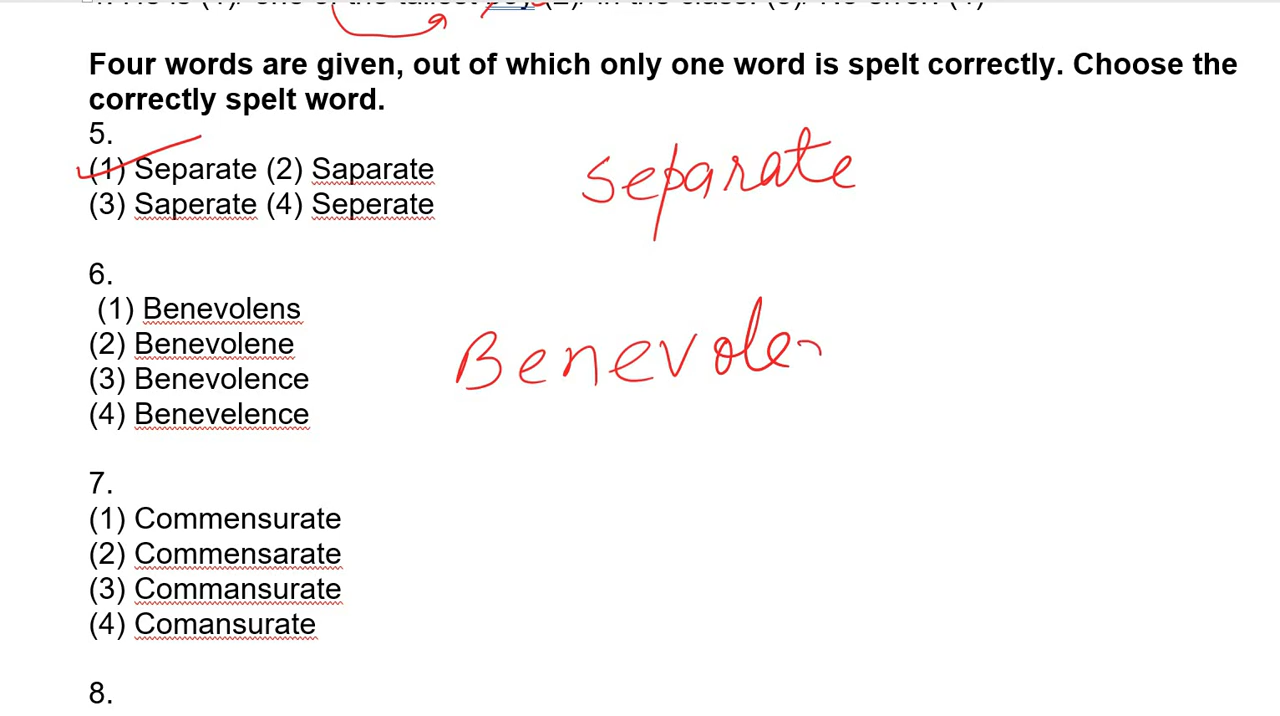 Four words are given, out of which only one word is spelt correctly. Choose the
correctly spelt word.
5.
(1) Separate (2) Saparate
(3) Saperate (4) Seperate
separate
6.
(1) Benevolens
(2) Benevolene
(3) Benevolence
(4) Benevelence
Benevolen
7.
(1) Commensurate
(2) Commensarate
(3) Commansurate
(4) Comansurate
8.